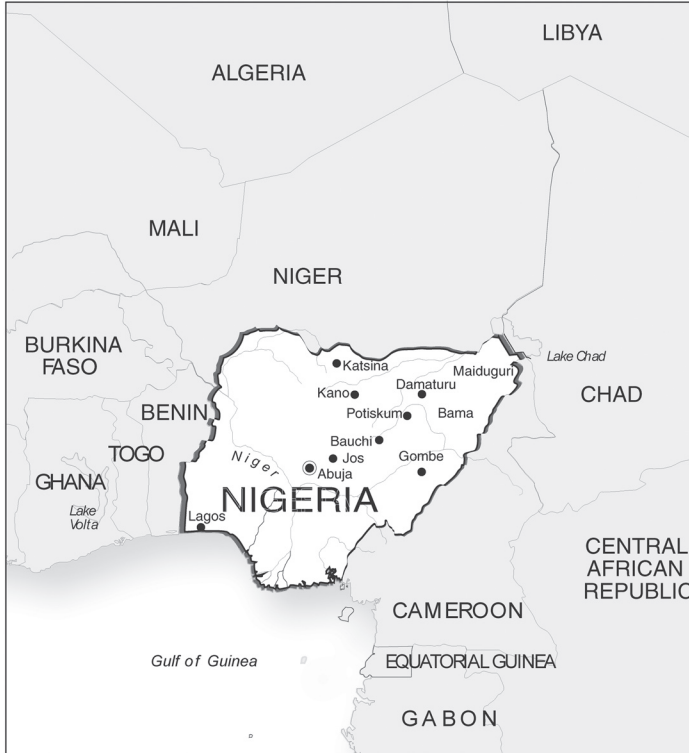 LIBYA
ALGERIA
MALI
NIGER
BURKINA
FASO
Katsina
Lake Chad
Maiduguri
Damaturu
Kano
CHAD
BENIN
Potiskum
Bama
Bauchi
TOGO
Niger
Jos
Gombe
Abuja
GHANA
NIGERIA
Lake
Volta
Lagos
CENTRAL
AFRICAN
REPUBLIC
CAMEROON
Gulf of Guinea
EQUATORIAL GUINEA
GABON